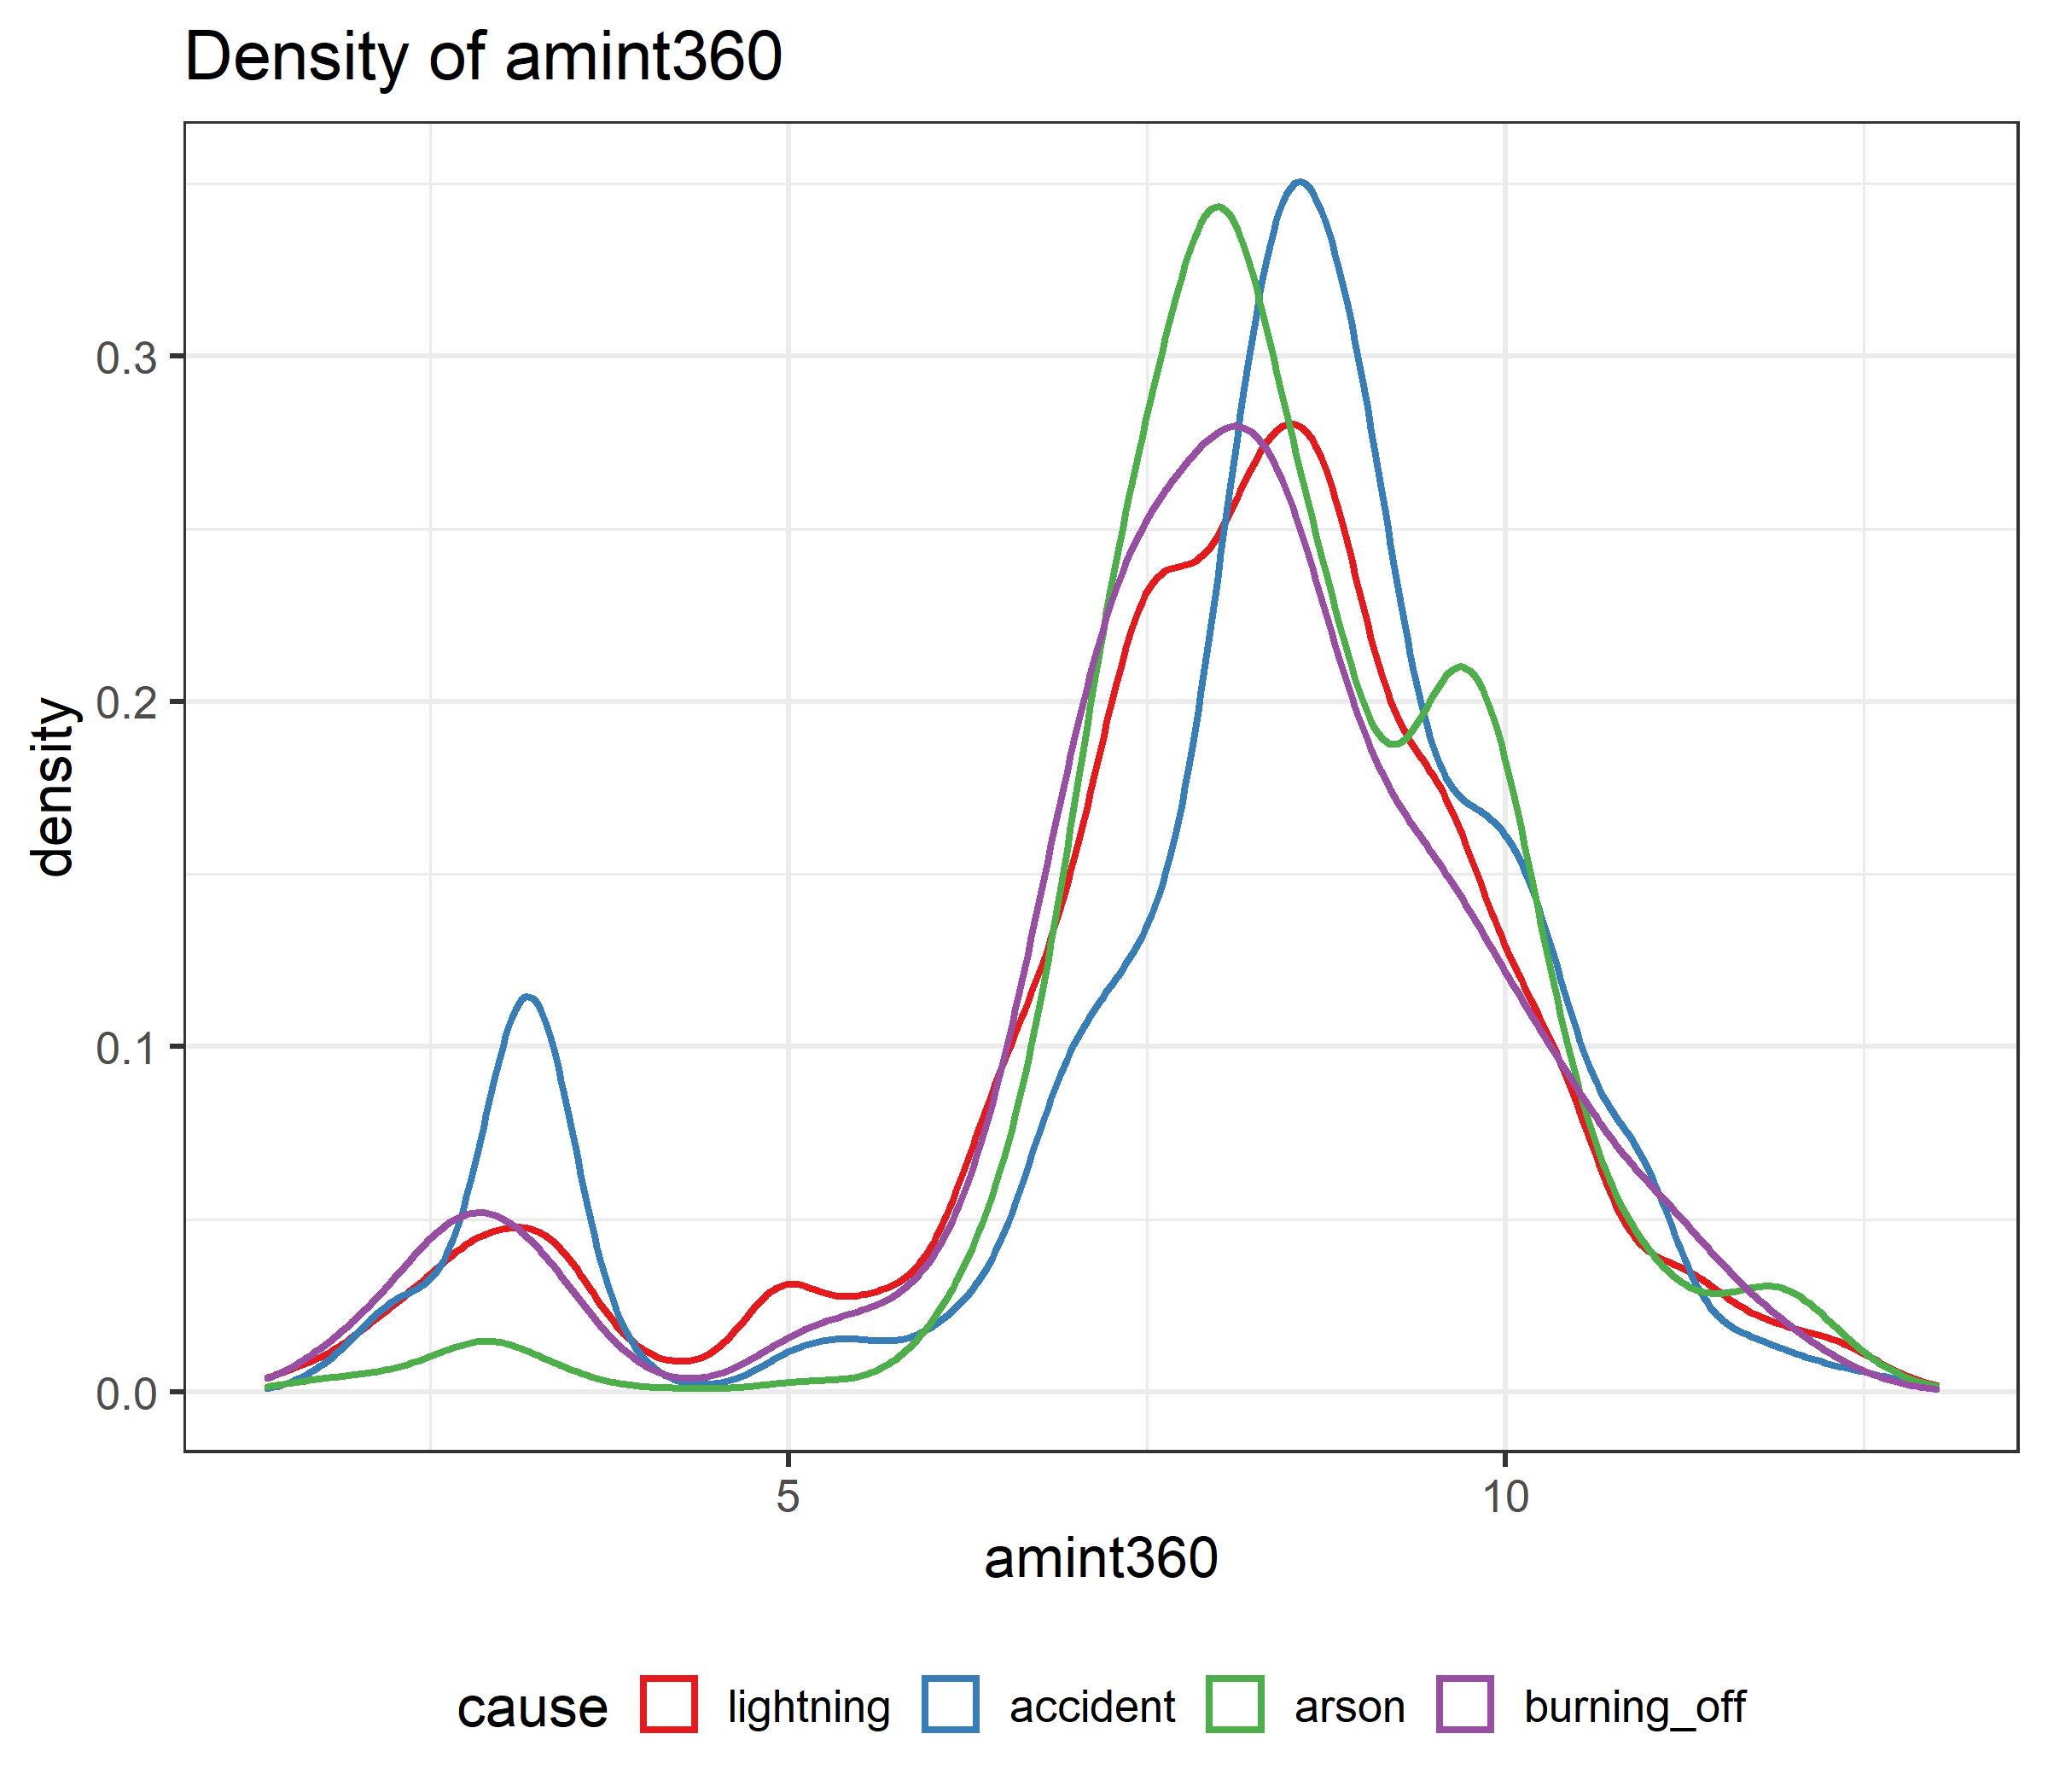 Density of amint360
density
0.3
0.2
0.1
0.0
5 10
amint360
cause lightning accident arson burning_off